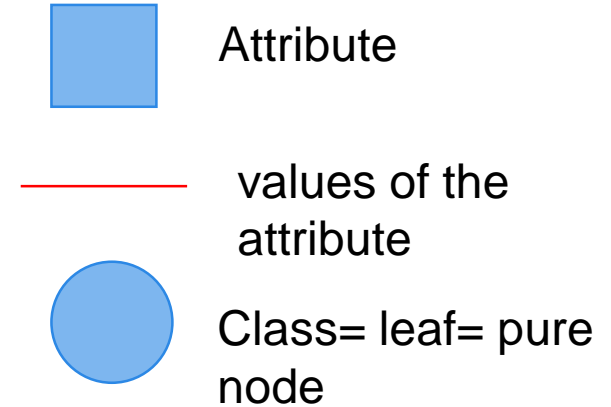 Attribute
values of the
attribute
Class= leaf= pure
node